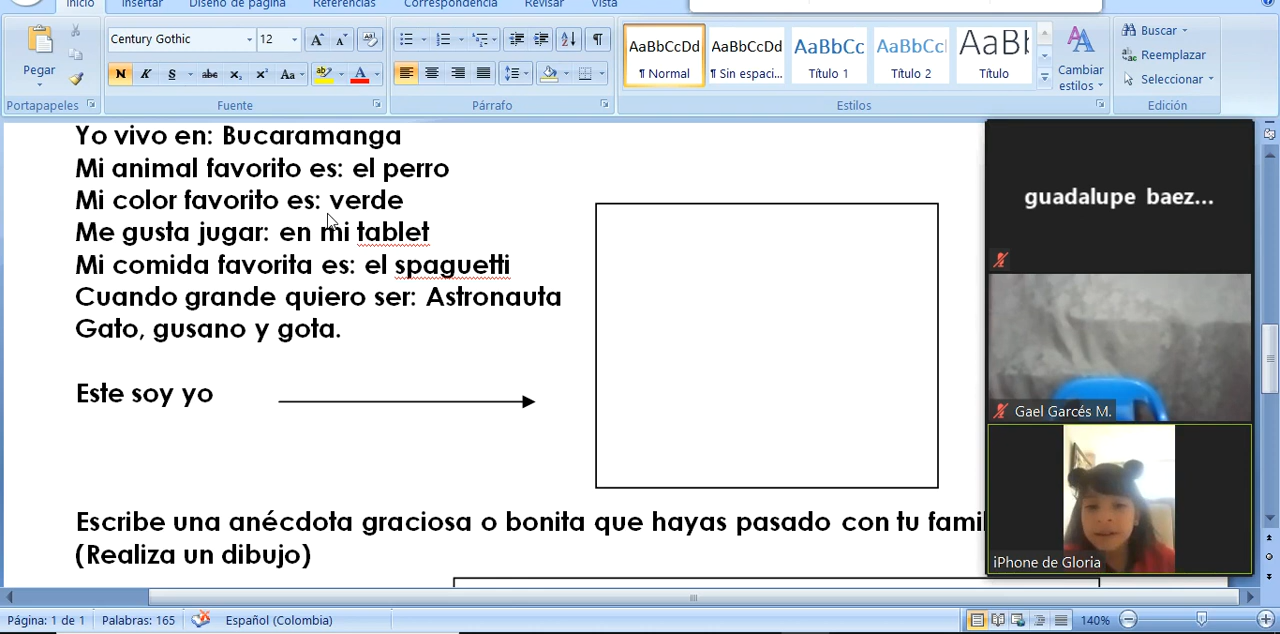 Inicio Insertar Diseño de página Referencias Correspondencia Revisar Vista
Pegar
Portapapeles
Century Gothic 12
N K S abc x₂ x² Aa
Fuente
Párrafo
AaBbCcDd AaBbCcDd AaBbCc AaBbCcI AaBb
¶ Normal ¶ Sin espaci... Título 1 Título 2 Título
Estilos
Cambiar
estilos
Buscar
Reemplazar
Seleccionar
Edición
Yo vivo en: Bucaramanga
Mi animal favorito es: el perro
Mi color favorito es: verde
Me gusta jugar: en mi tablet
Mi comida favorita es: el spaguetti
Cuando grande quiero ser: Astronauta
Gato, gusano y gota.
Este soy yo
Escribe una anécdota graciosa o bonita que hayas pasado con tu famil
(Realiza un dibujo)
guadalupe baez...
Gael Garcés M.
iPhone de Gloria
Página: 1 de 1 Palabras: 165 Español (Colombia) 140%